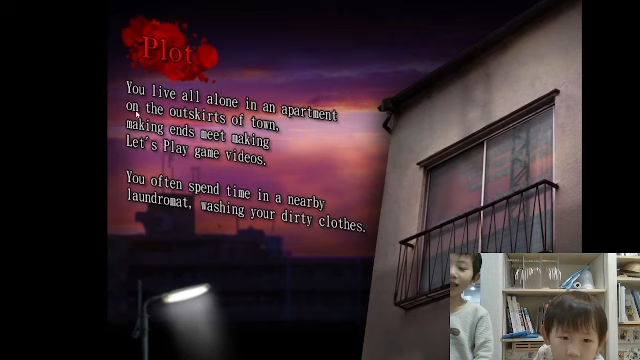 Plot
You live all alone in an apartment
on the outskirts of town,
making ends meet making
Let's Play game videos.
You often spend time in a nearby
laundromat, washing your dirty clothes.